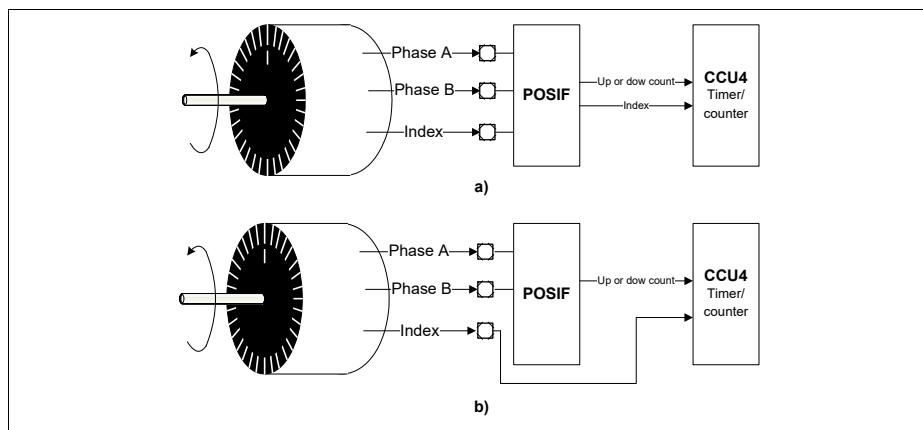 Phase A
Phase B
Index
POSIF
Up or dow count
Index
CCU4
Timer/
counter
a)
Phase A
Phase B
Index
POSIF
Up or dow count
CCU4
Timer/
counter
b)